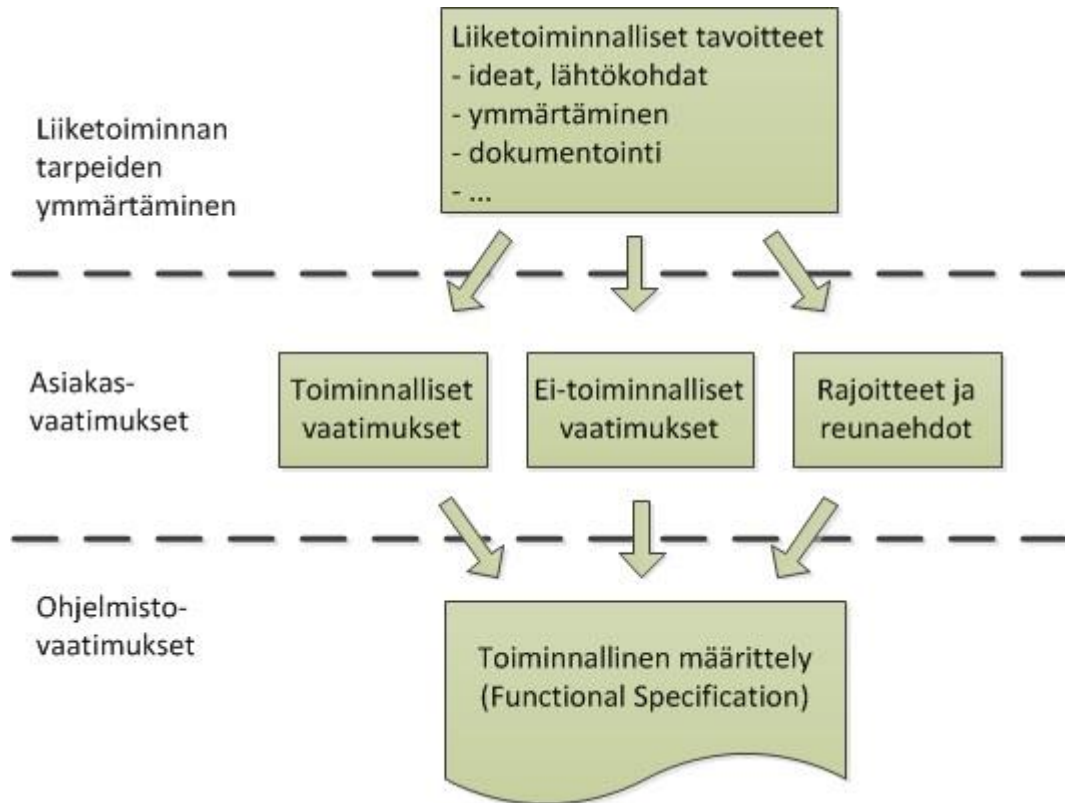 Liiketoiminnan
tarpeiden
ymmärtäminen
Liiketoiminnalliset tavoitteet
- ideat, lähtökohdat
- ymmärtäminen
- dokumentointi
- ...
Asiakas-
vaatimukset
Toiminnalliset
vaatimukset
Ei-toiminnalliset
vaatimukset
Rajoitteet ja
reunaehdot
Ohjelmisto-
vaatimukset
Toiminnallinen määrittely
(Functional Specification)